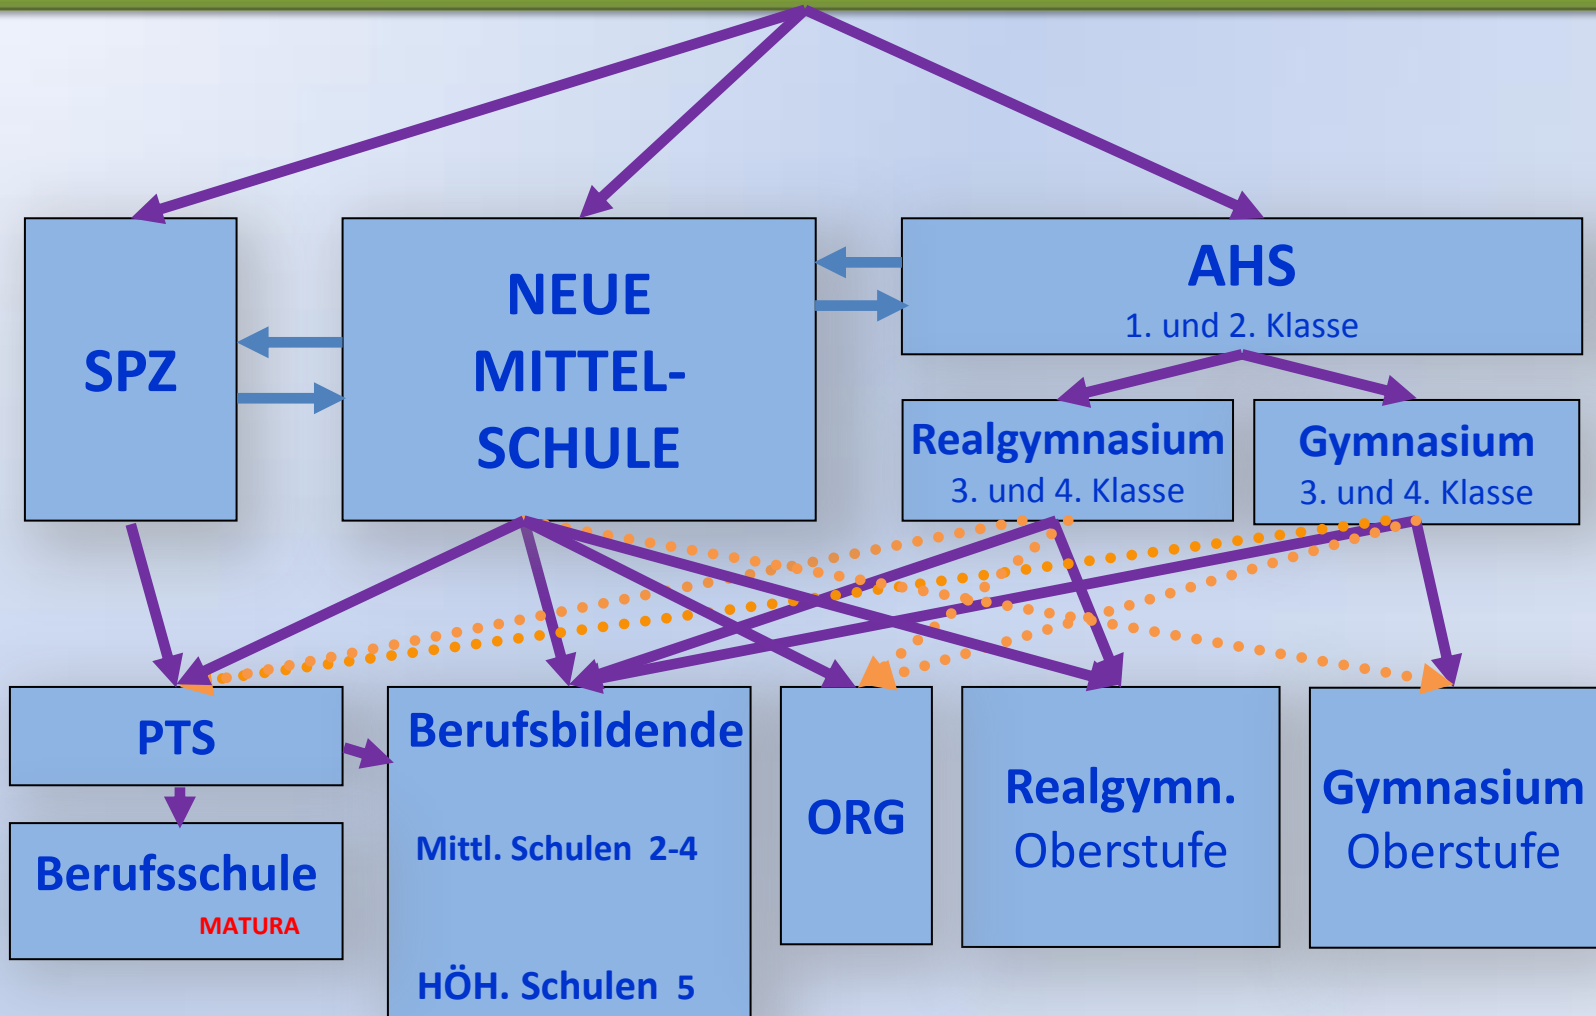 SPZ
NEUE
MITTEL-
SCHULE
AHS
1. und 2. Klasse
Realgymnasium
3. und 4. Klasse
Gymnasium
3. und 4. Klasse
PTS
Berufsschule
MATURA
Berufsbildende
Mittl. Schulen 2-4
HÖH. Schulen 5
ORG
Realgymn.
Oberstufe
Gymnasium
Oberstufe